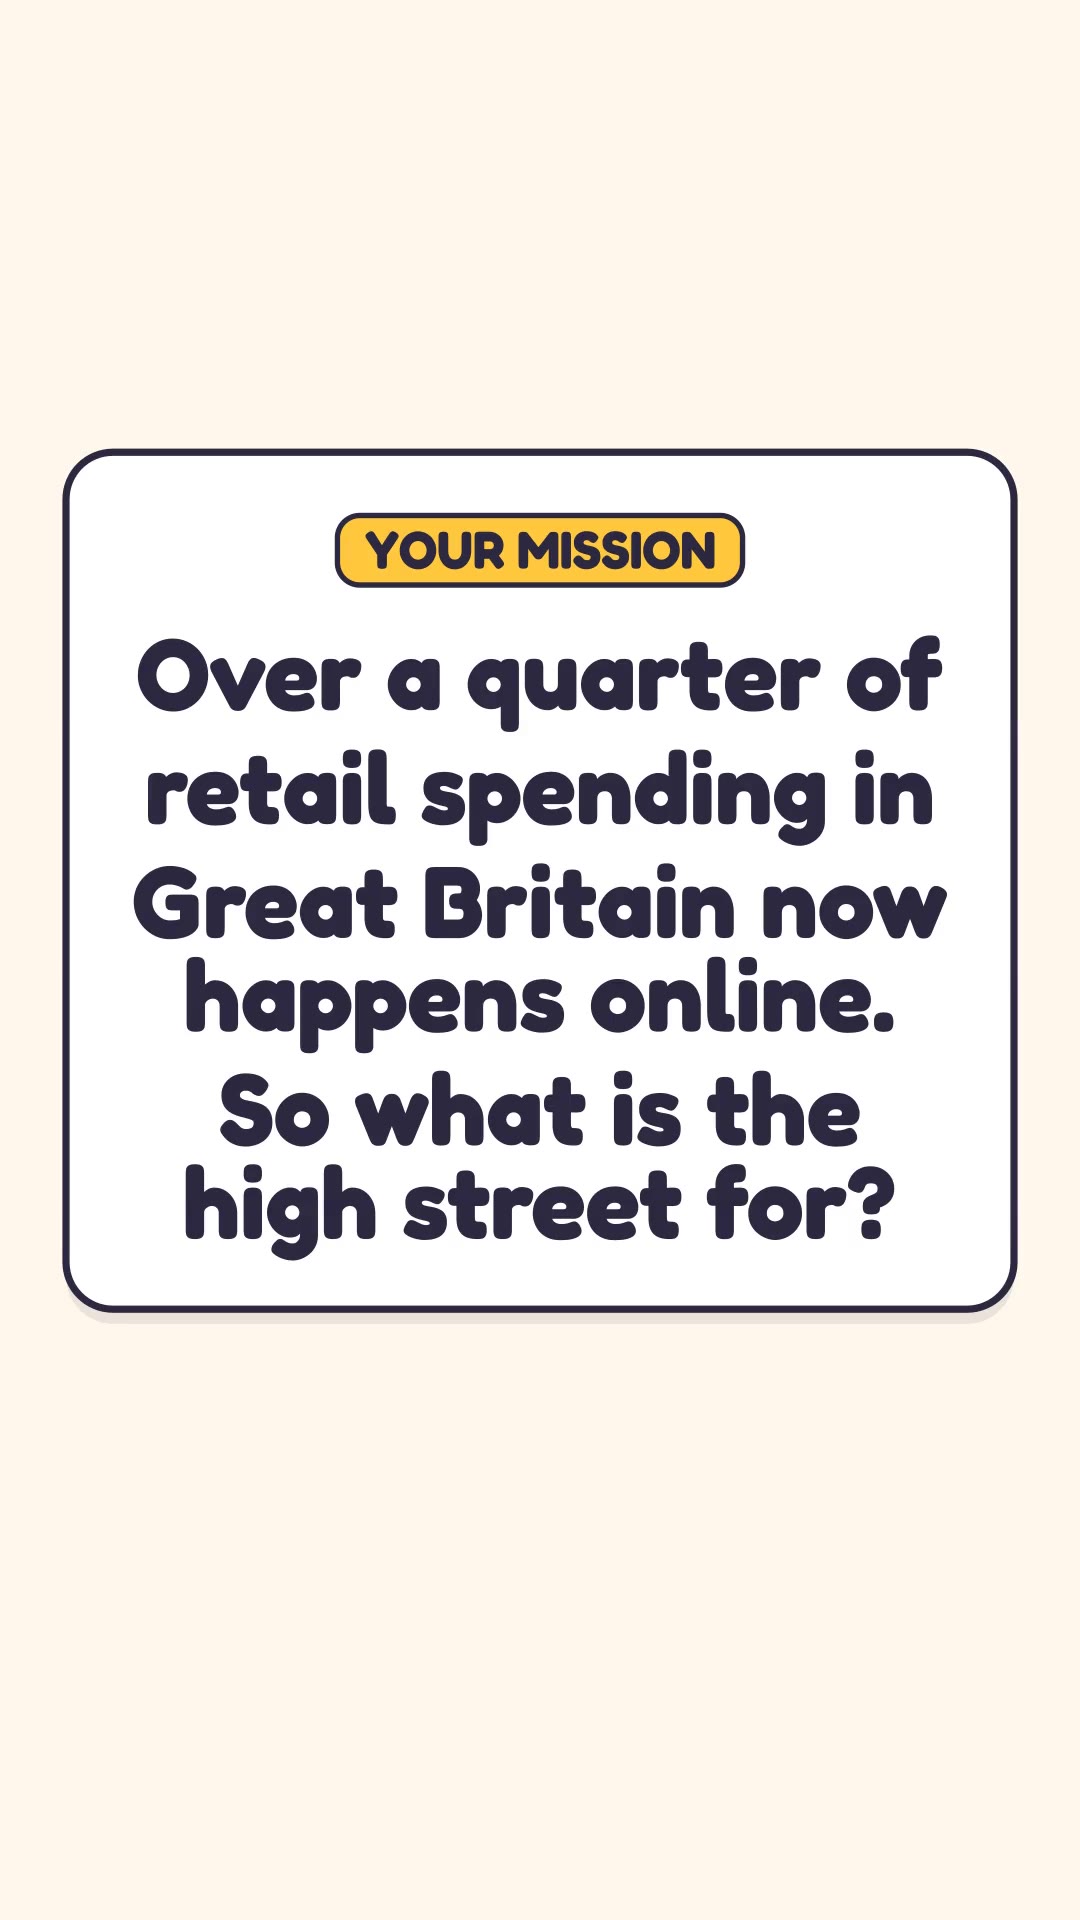 YOUR MISSION
Over a quarter of
retail spending in
Great Britain now
happens online.
So what is the
high street for?